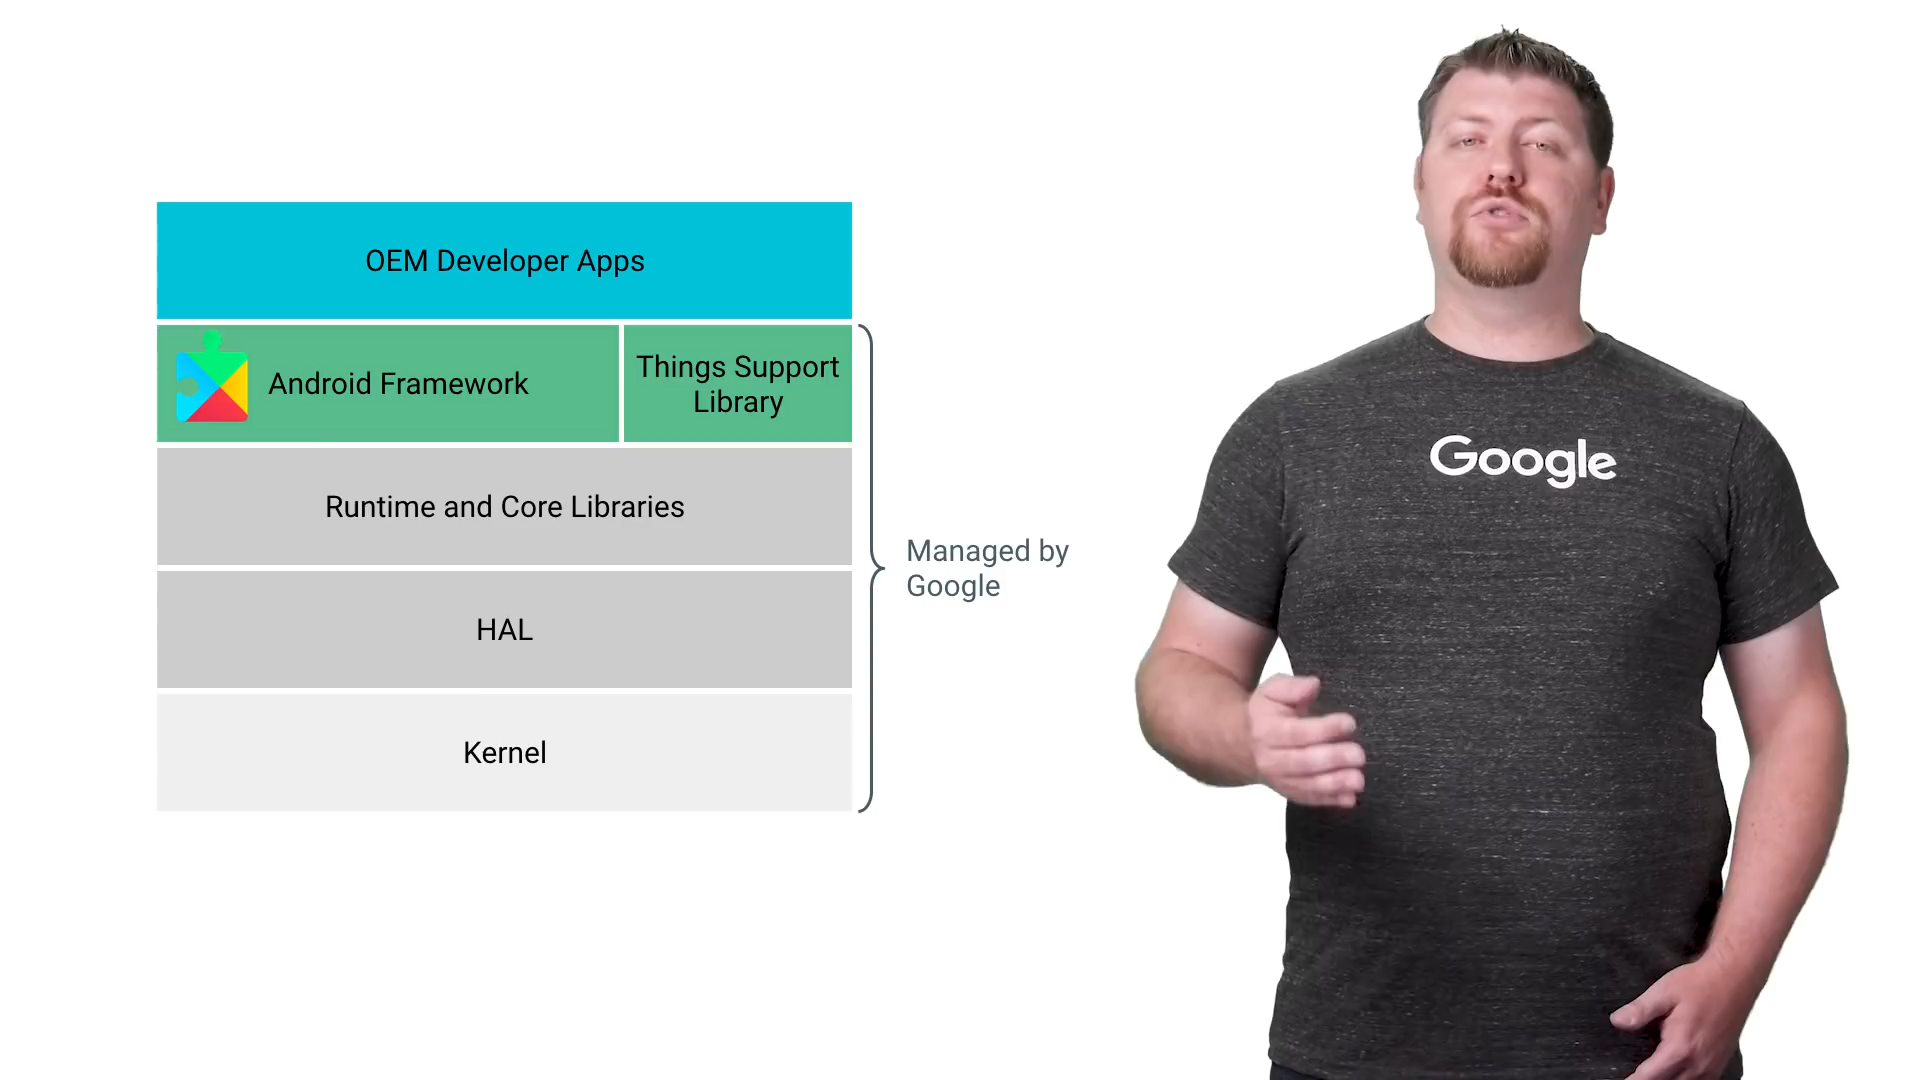 OEM Developer Apps
Android Framework
Things Support
Library
Runtime and Core Libraries
HAL
Kernel
Managed by
Google
Google